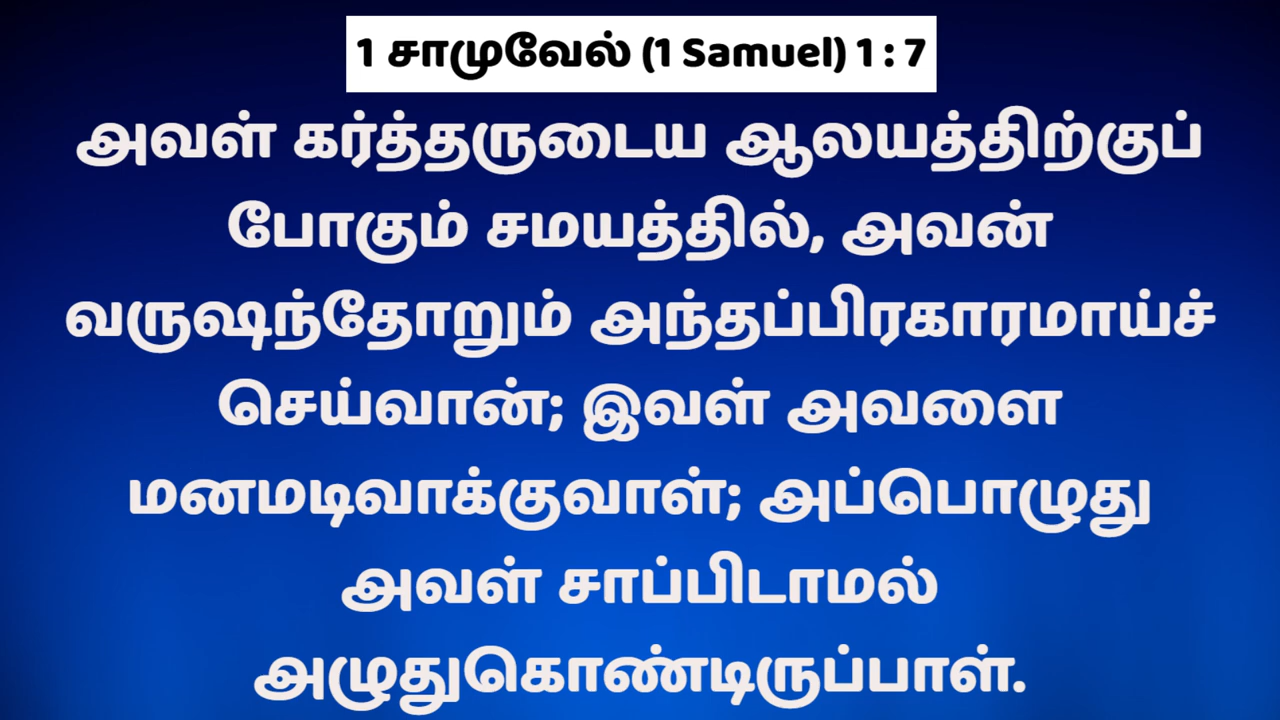 1 சாமுவேல் (1 Samuel) 1 : 7
அவள் கர்த்தருடைய ஆலயத்திற்குப்
போகும் சமயத்தில், அவன்
வருஷந்தோறும் அந்தப்பிரகாரமாய்ச்
செய்வான்; இவள் அவளை
மனமடிவாக்குவாள்; அப்பொழுது
அவள் சாப்பிடாமல்
அழுதுகொண்டிருப்பாள்.